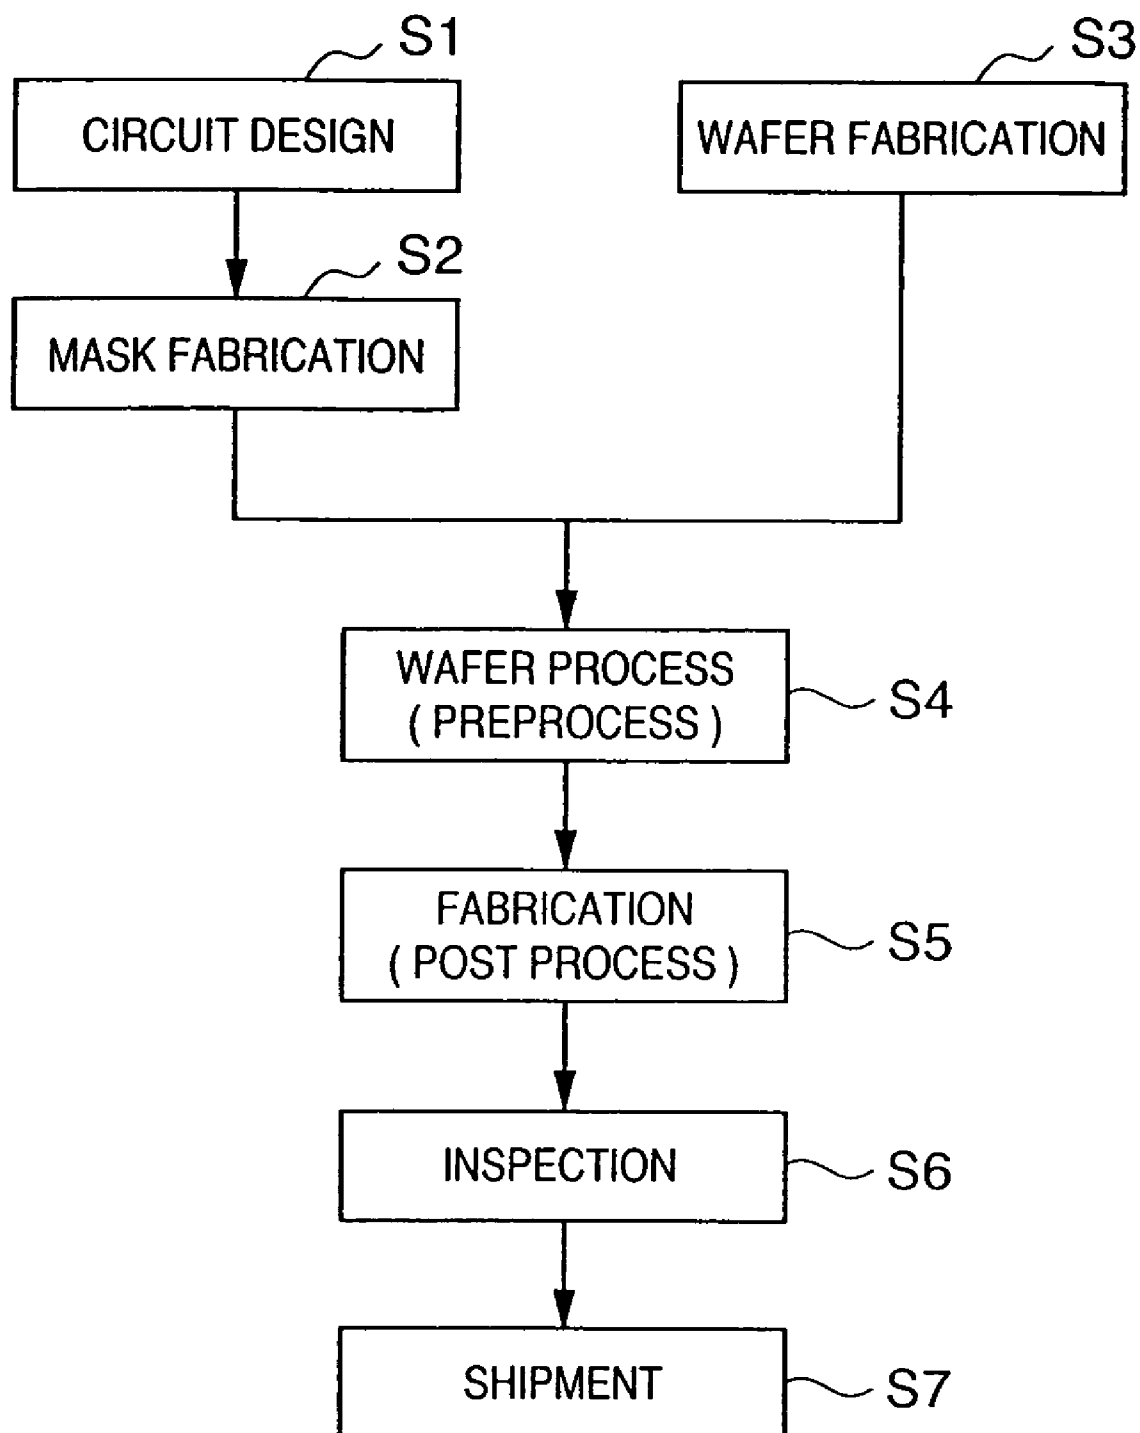 S1
CIRCUIT DESIGN
S3
WAFER FABRICATION
S2
MASK FABRICATION
WAFER PROCESS
( PREPROCESS )
S4
FABRICATION
( POST PROCESS )
S5
INSPECTION
S6
SHIPMENT
S7